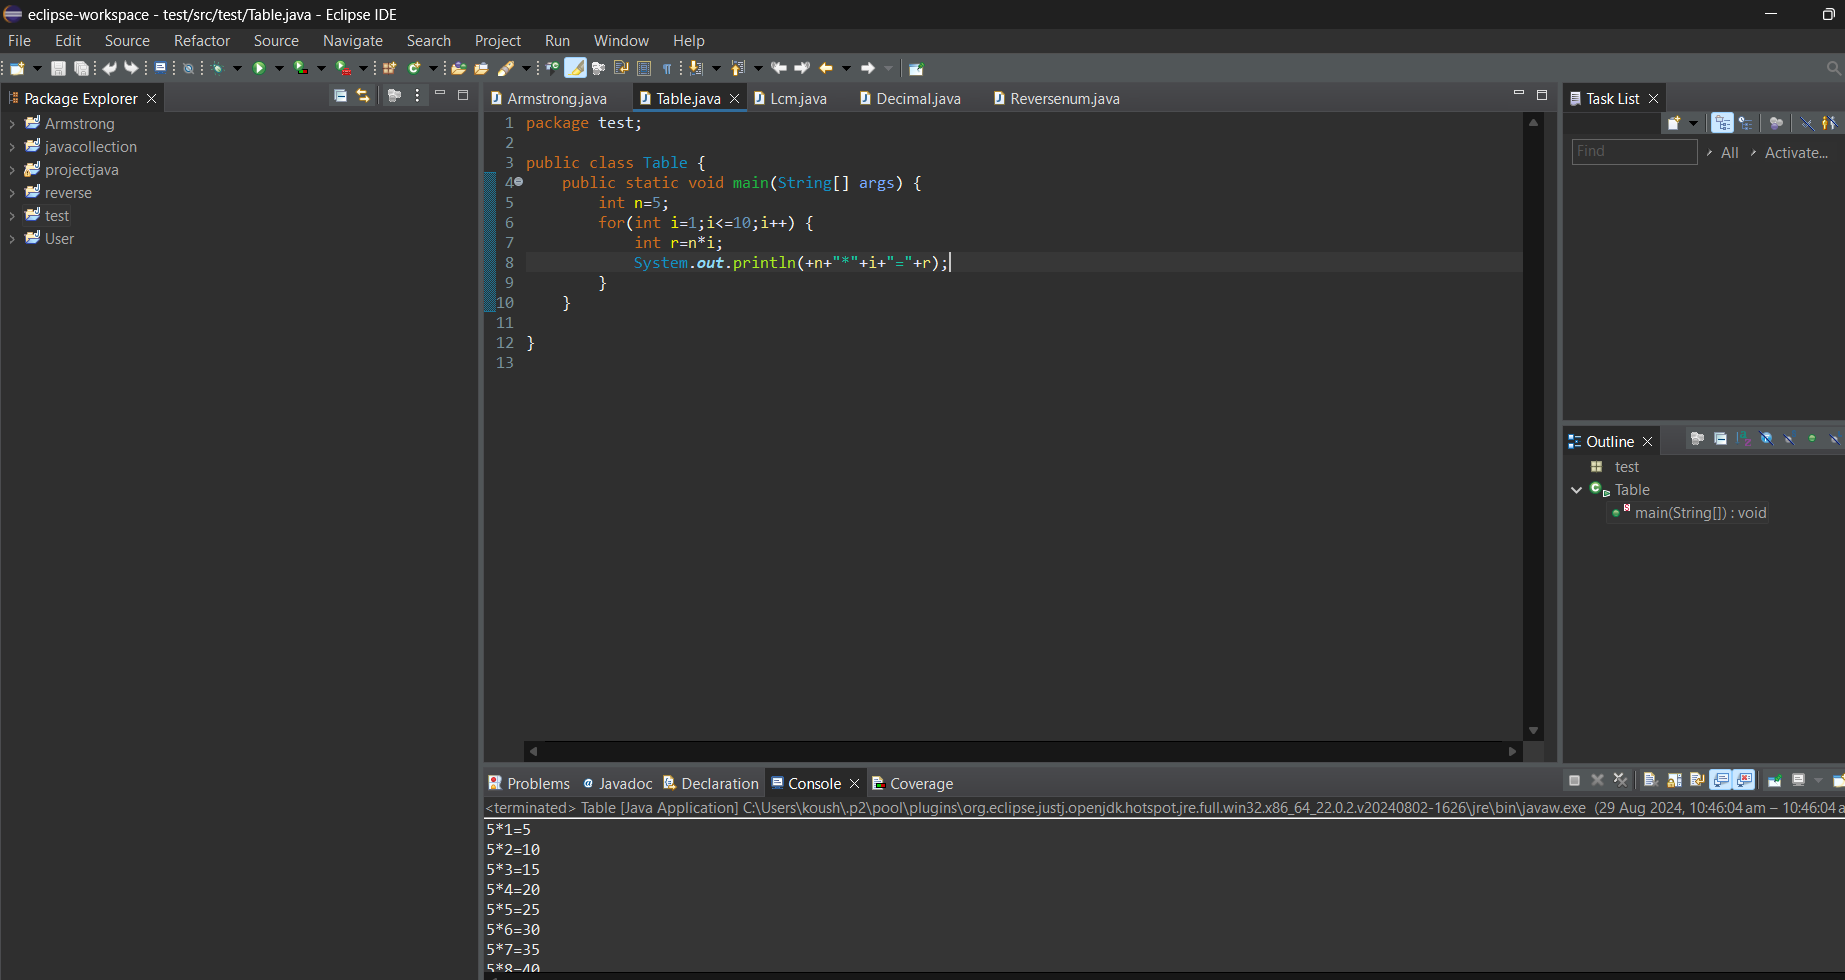 eclipse-workspace - test/src/test/Table.java - Eclipse IDE
File Edit Source Refactor Source Navigate Search Project Run Window Help
Package Explorer
Armstrong
javacollection
projectjava
reverse
test
User
Armstrong.java Table.java Lcm.java Decimal.java Reversenum.java
1 package test;
2
3 public class Table {
4 public static void main(String[] args) {
5 int n=5;
6 for(int i=1;i<=10;i++) {
7 int r=n*i;
8 System.out.println(+n+"*"+i+"="+r);
9 }
10 }
11
12 }
13
Task List
Find All Activate...
Outline
test
Table
main(String[]) : void
Problems Javadoc Declaration Console Coverage
<terminated> Table [Java Application] C:\Users\koush\.p2\pool\plugins\org.eclipse.justj.openjdk.hotspot.jre.full.win32.x86_64_22.0.2.v20240802-1626\jre\bin\javaw.exe (29 Aug 2024, 10:46:04 am – 10:46:04 a
5*1=5
5*2=10
5*3=15
5*4=20
5*5=25
5*6=30
5*7=35
5*8=40